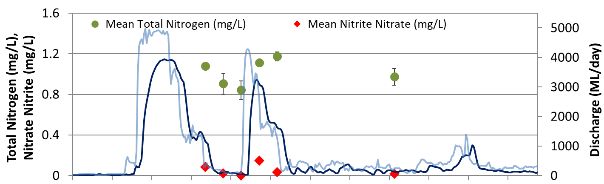 Mean Total Nitrogen (mg/L)
Mean Nitrite Nitrate (mg/L)
Total Nitrogen (mg/L),
Nitrate Nitrite (mg/L)
1.6
1.2
0.8
0.4
0
5000
4000
3000
2000
1000
0
Discharge (ML/day)